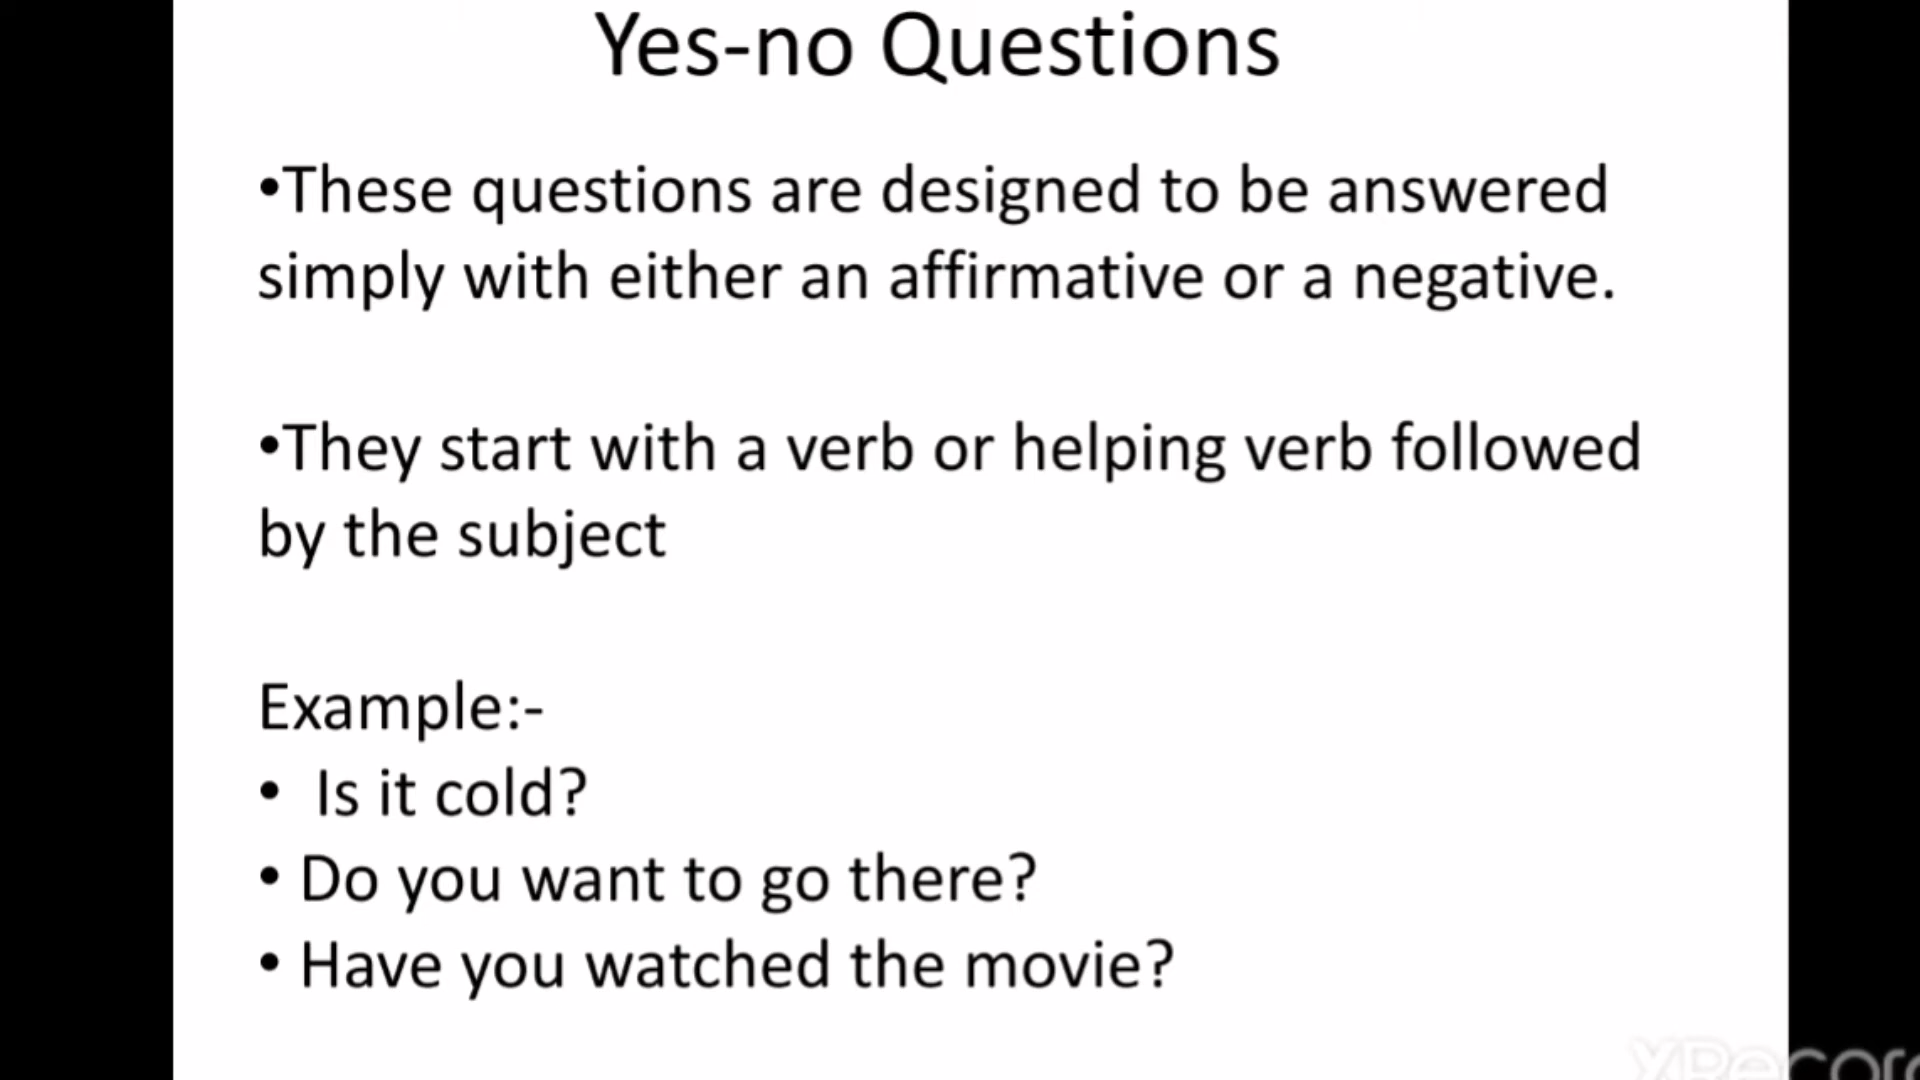 Yes-no Questions
•These questions are designed to be answered
simply with either an affirmative or a negative.
•They start with a verb or helping verb followed
by the subject
Example:-
• Is it cold?
• Do you want to go there?
• Have you watched the movie?
XRecor